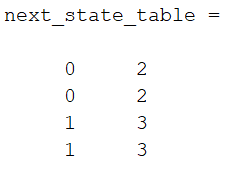 next_state_table =
0 2
0 2
1 3
1 3